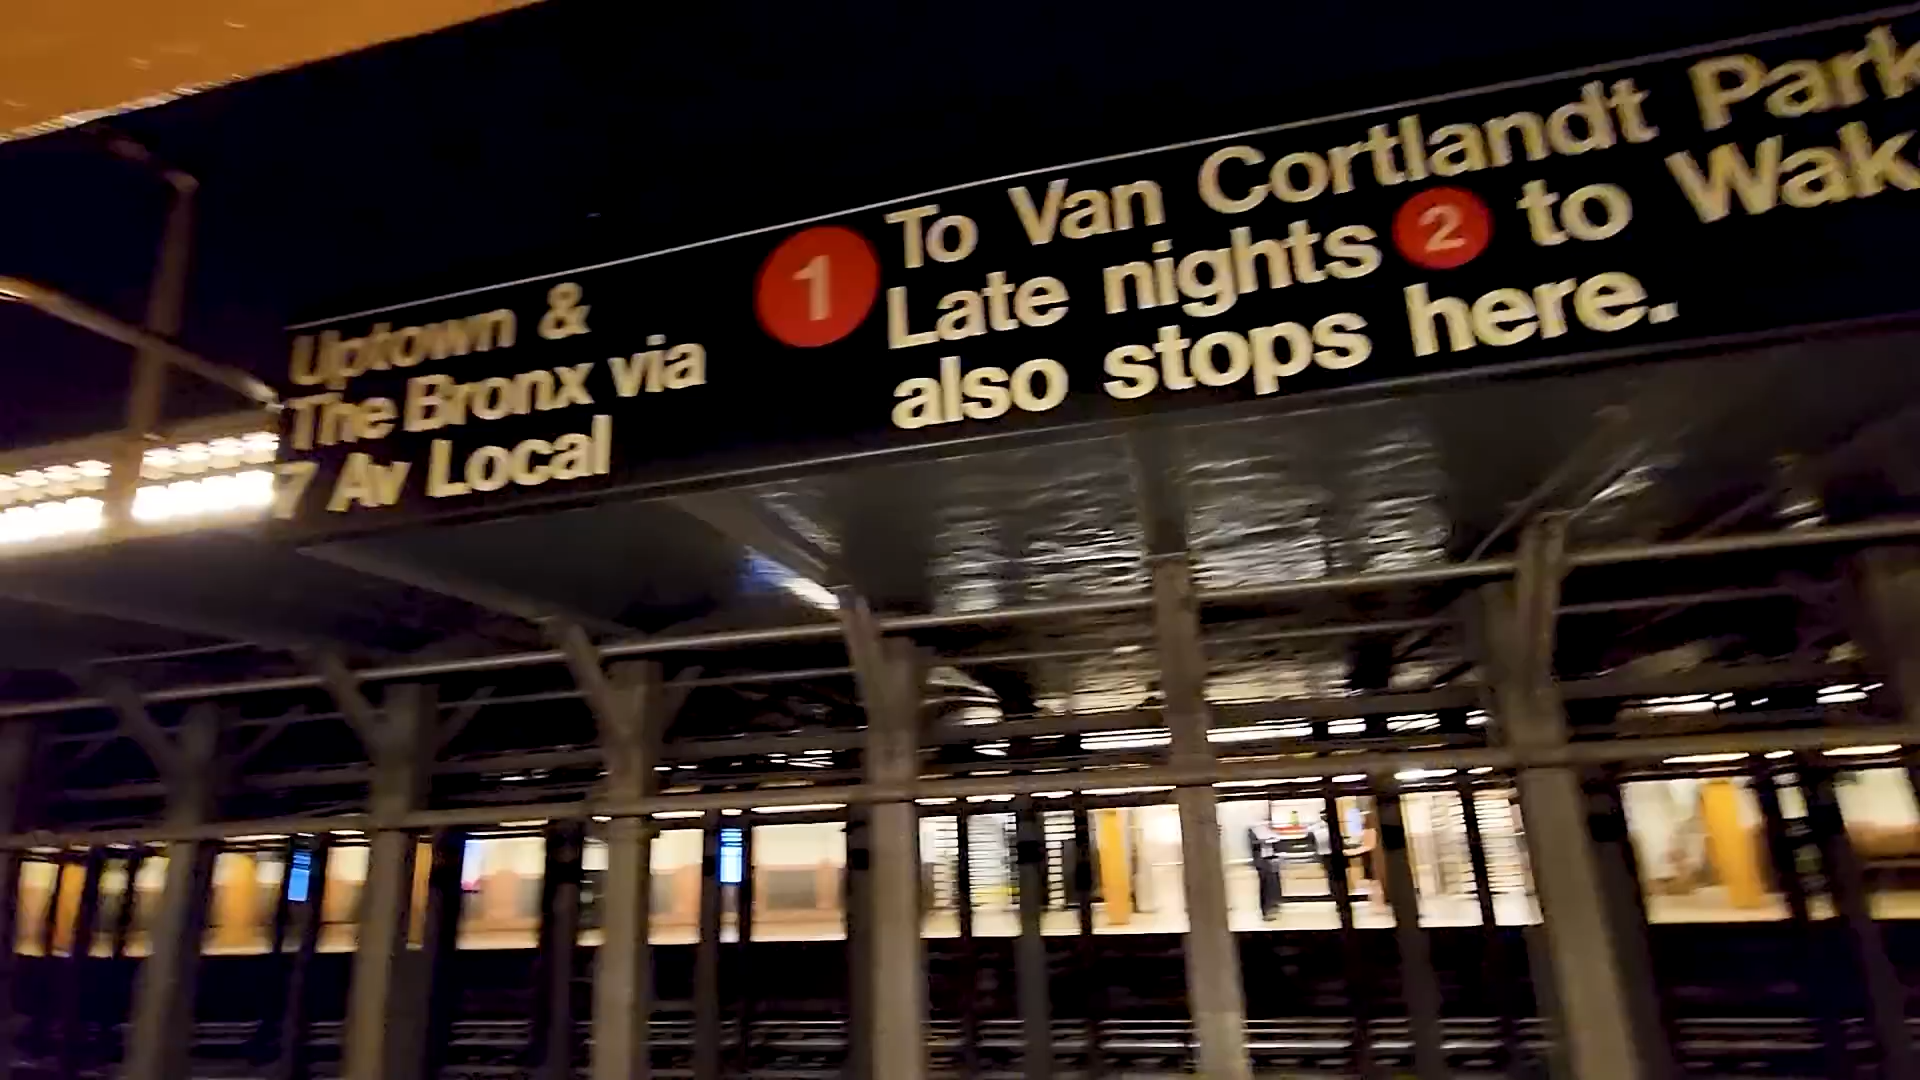 Uptown &
The Bronx via
7 Av Local
1
To Van Cortlandt Park
Late nights 2 to
also stops here.